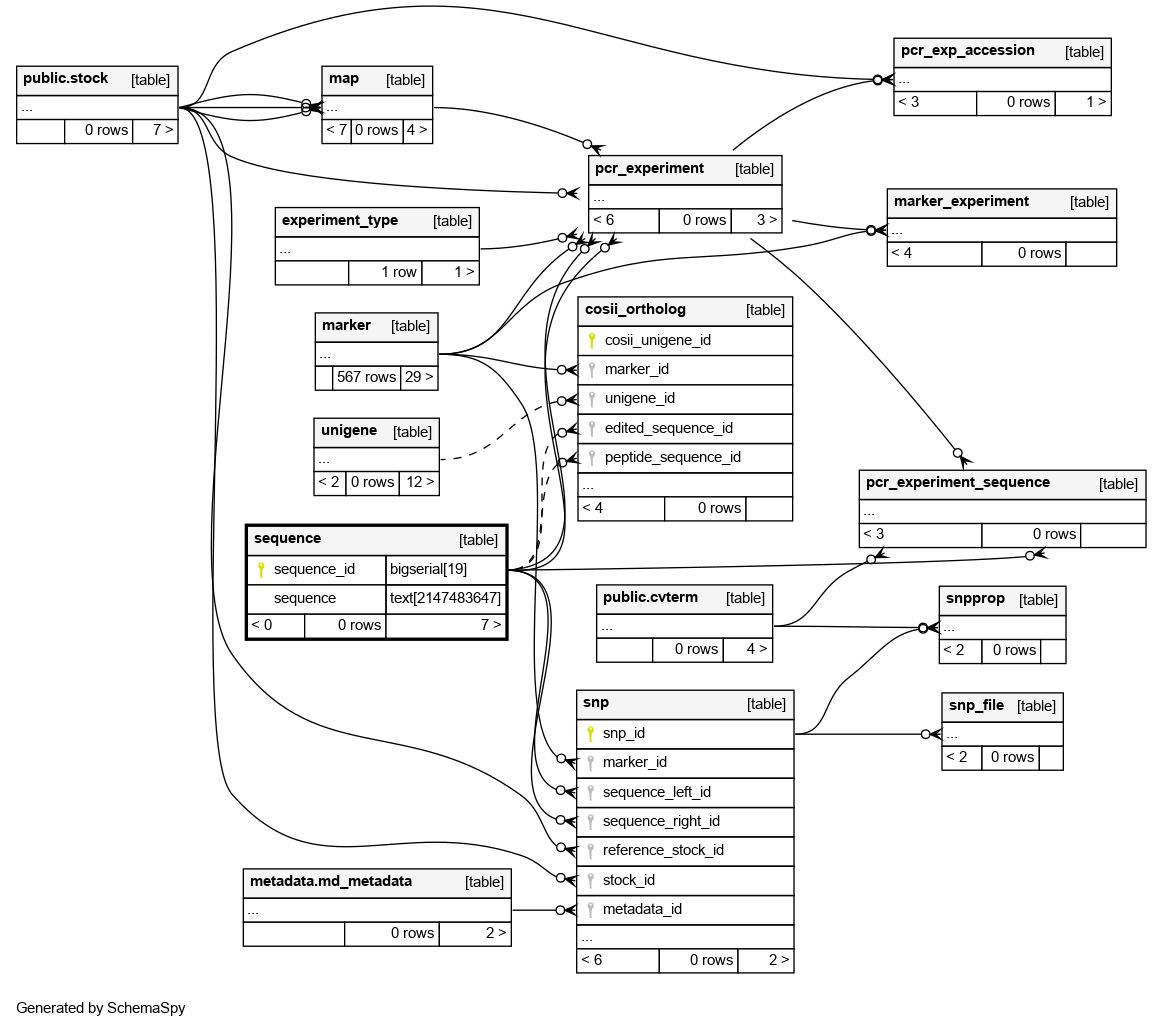 public.stock [table]
...
0 rows 7 >
map [table]
...
< 7 0 rows 4 >
pcr_exp_accession [table]
...
< 3 0 rows 1 >
pcr_experiment [table]
...
< 6 0 rows 3 >
marker_experiment [table]
...
< 4 0 rows
experiment_type [table]
...
1 row 1 >
cosii_ortholog [table]
cosii_unigene_id
marker_id
unigene_id
edited_sequence_id
peptide_sequence_id
...
< 4 0 rows
marker [table]
...
567 rows 29 >
unigene [table]
...
< 2 0 rows 12 >
pcr_experiment_sequence [table]
...
< 3 0 rows
sequence [table]
sequence_id bigserial[19]
sequence text[2147483647]
< 0 0 rows 7 >
public.cvterm [table]
...
0 rows 4 >
snpprop [table]
...
< 2 0 rows
snp [table]
snp_id
marker_id
sequence_left_id
sequence_right_id
reference_stock_id
stock_id
metadata_id
...
< 6 0 rows 2 >
snp_file [table]
...
< 2 0 rows
metadata.md_metadata [table]
...
0 rows 2 >
Generated by SchemaSpy